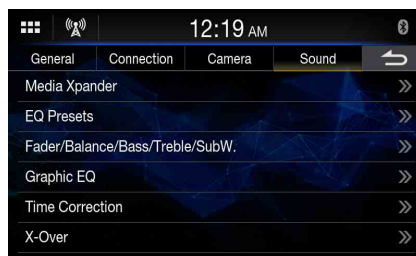 12:19 AM
General Connection Camera Sound
Media Xpander
EQ Presets
Fader/Balance/Bass/Treble/SubW.
Graphic EQ
Time Correction
X-Over